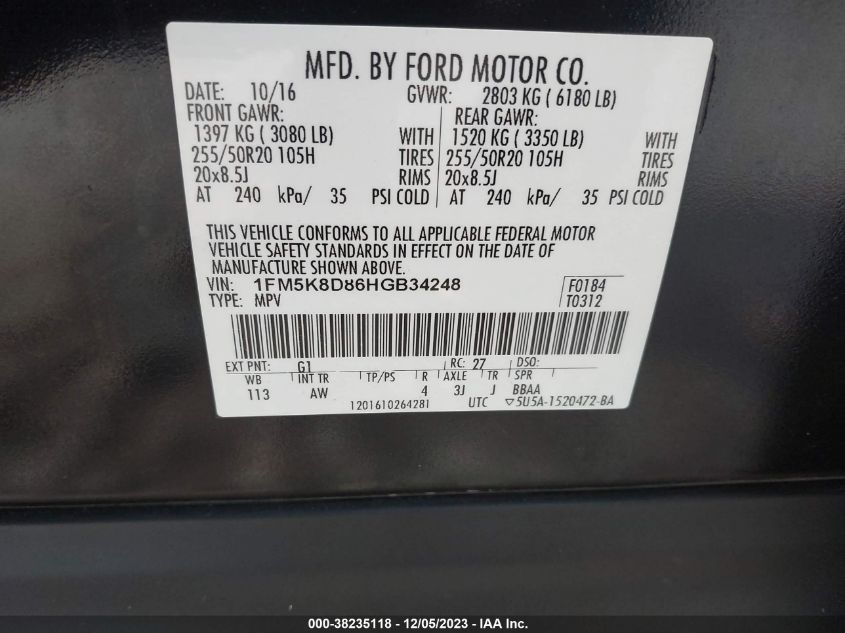 MFD. BY FORD MOTOR CO.
DATE: 10/16 GVWR: 2803 KG ( 6180 LB)
FRONT GAWR: REAR GAWR:
1397 KG ( 3080 LB) WITH 1520 KG ( 3350 LB) WITH
255/50R20 105H TIRES 255/50R20 105H TIRES
20x8.5J RIMS 20x8.5J RIMS
AT 240 kPa/ 35 PSI COLD AT 240 kPa/ 35 PSI COLD
THIS VEHICLE CONFORMS TO ALL APPLICABLE FEDERAL MOTOR
VEHICLE SAFETY STANDARDS IN EFFECT ON THE DATE OF
MANUFACTURE SHOWN ABOVE.
VIN: 1FM5K8D86HGB34248 F0184
TYPE: MPV T0312
EXT PNT: G1 RC: 27 DSO:
WB INT TR TP/PS R AXLE TR SPR
113 AW 4 3J J BBAA
1201610264281 UTC ▽5U5A-1520472-BA
000-38235118 - 12/05/2023 - IAA Inc.